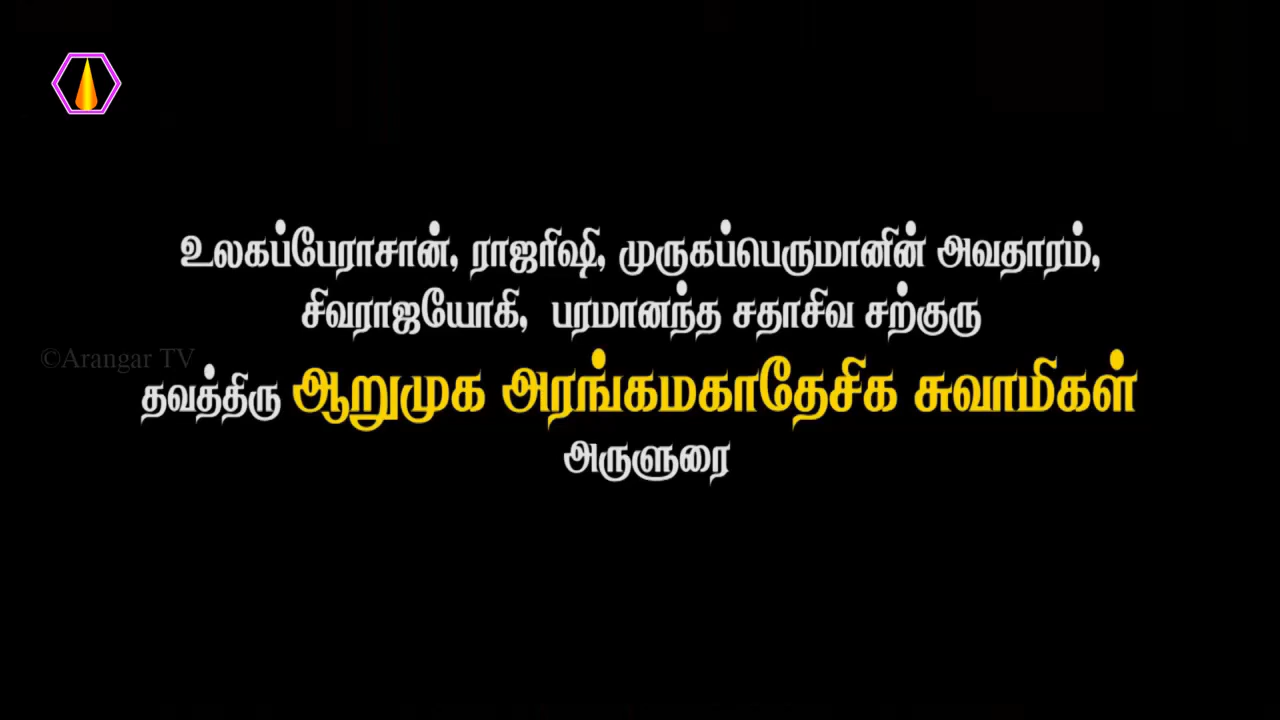 உலகப்பேராசான், ராஜரிஷி, முருகப்பெருமானின் அவதாரம்,
சிவராஜயோகி, பரமானந்த சதாசிவ சற்குரு
©Arangar TV
தவத்திரு ஆறுமுக அரங்கமகாதேசிக சுவாமிகள்
அருளுரை